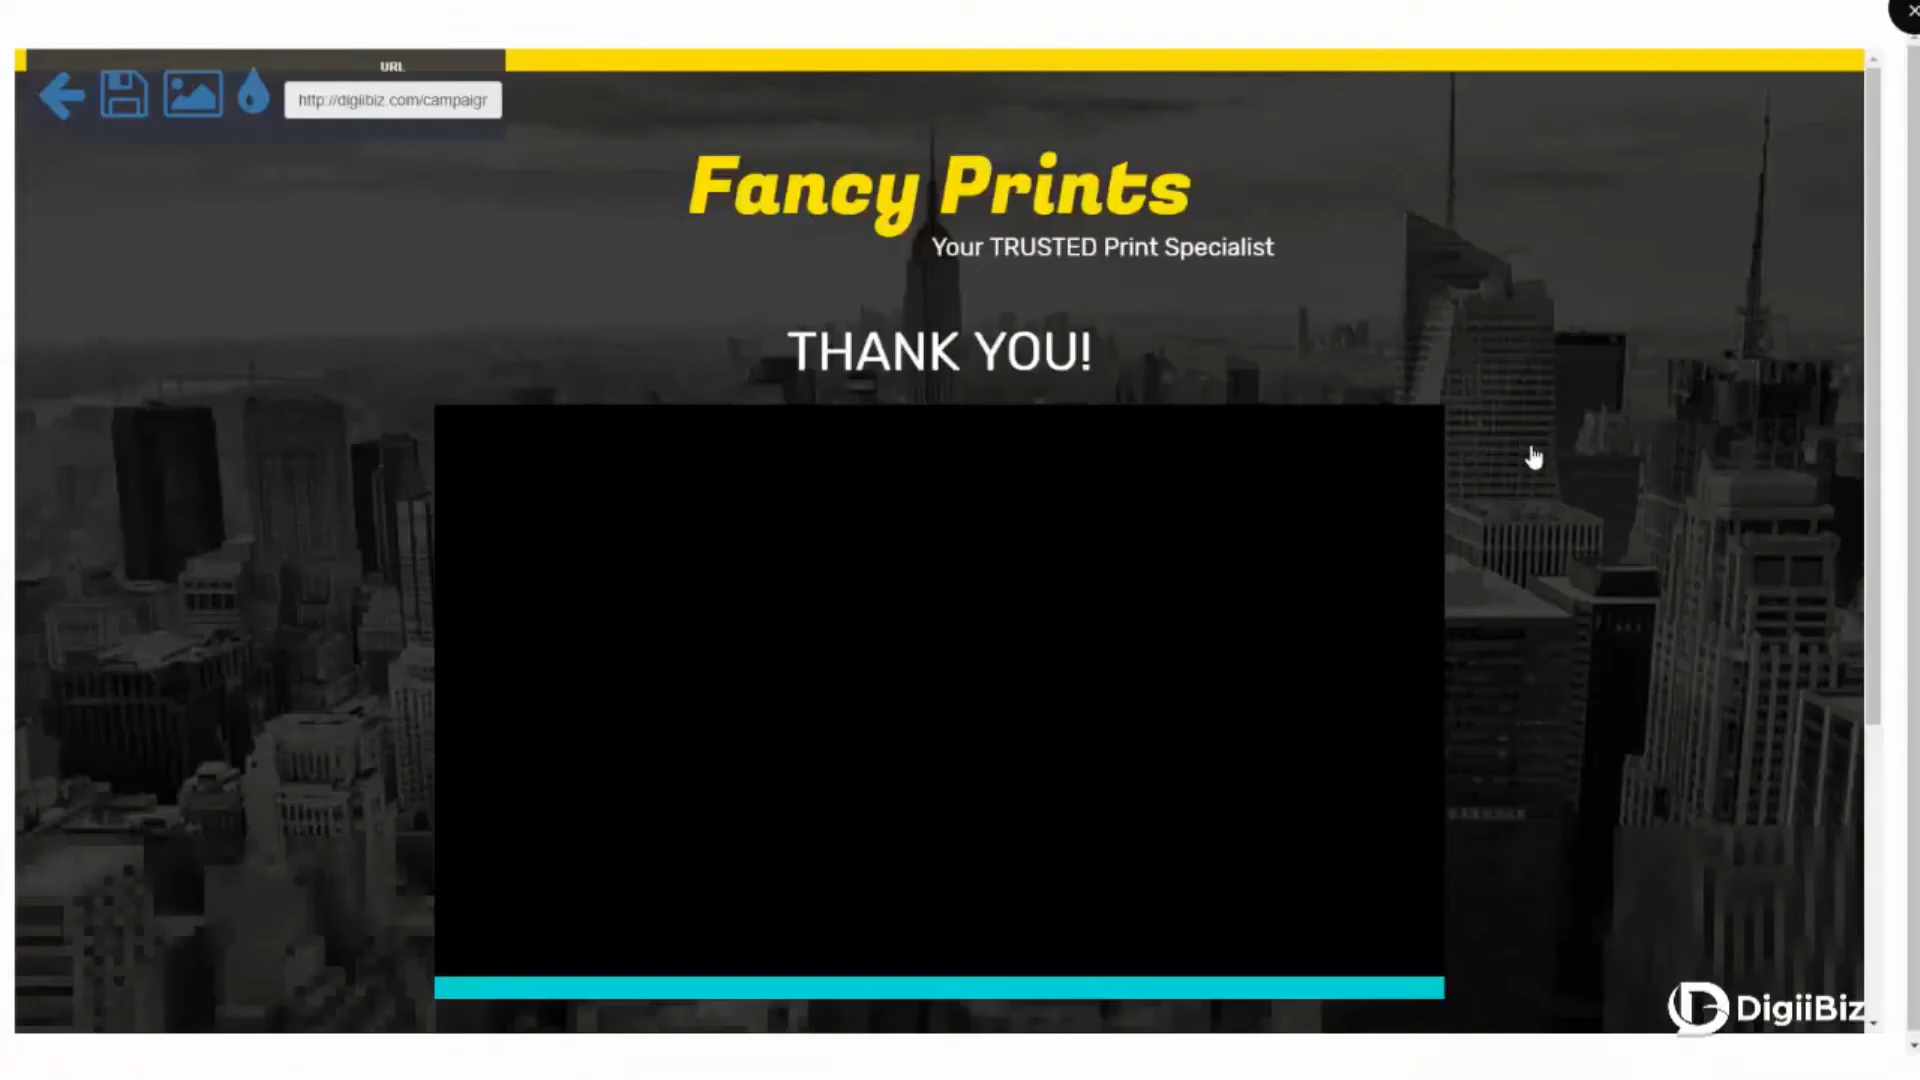 URL
http://digiibiz.com/campaigr
Fancy Prints
Your TRUSTED Print Specialist
THANK YOU!
DigiiBiz